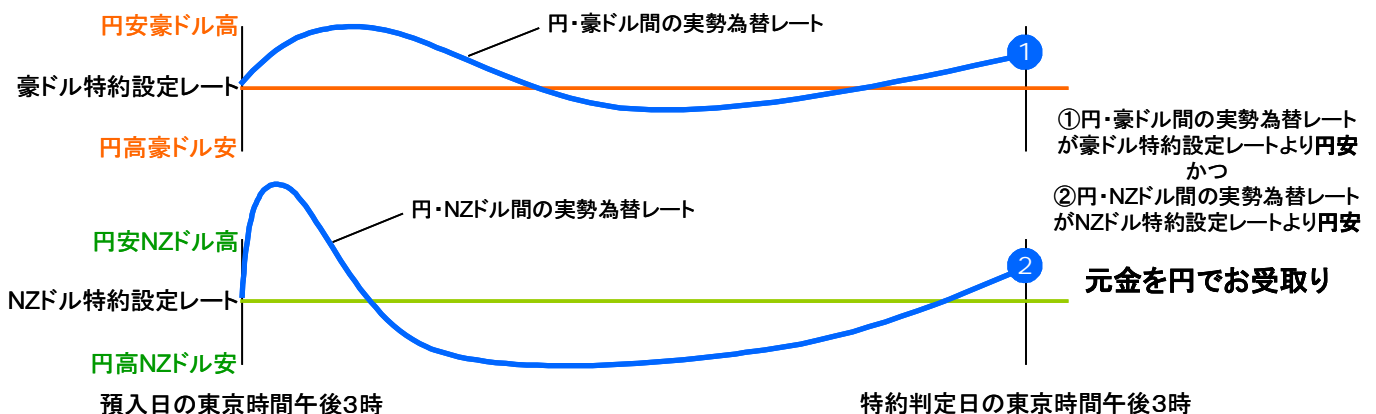 円安豪ドル高
円・豪ドル間の実勢為替レート
1
豪ドル特約設定レート
円高豪ドル安
①円・豪ドル間の実勢為替レート
が豪ドル特約設定レートより円安
かつ
②円・NZドル間の実勢為替レート
がNZドル特約設定レートより円安
円・NZドル間の実勢為替レート
円安NZドル高
2
元金を円でお受取り
NZドル特約設定レート
円高NZドル安
預入日の東京時間午後3時
特約判定日の東京時間午後3時